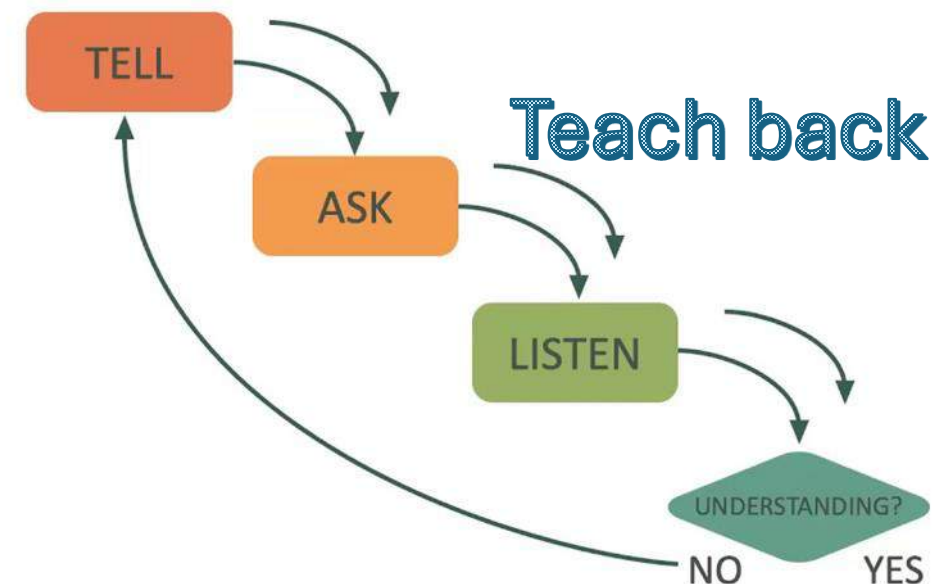 TELL
Teach back
ASK
LISTEN
UNDERSTANDING?
NO YES